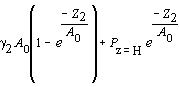 γ₂ A₀ ( 1 - e^{-Z₂/A₀} ) + P_{z = H} e^{-Z₂/A₀}